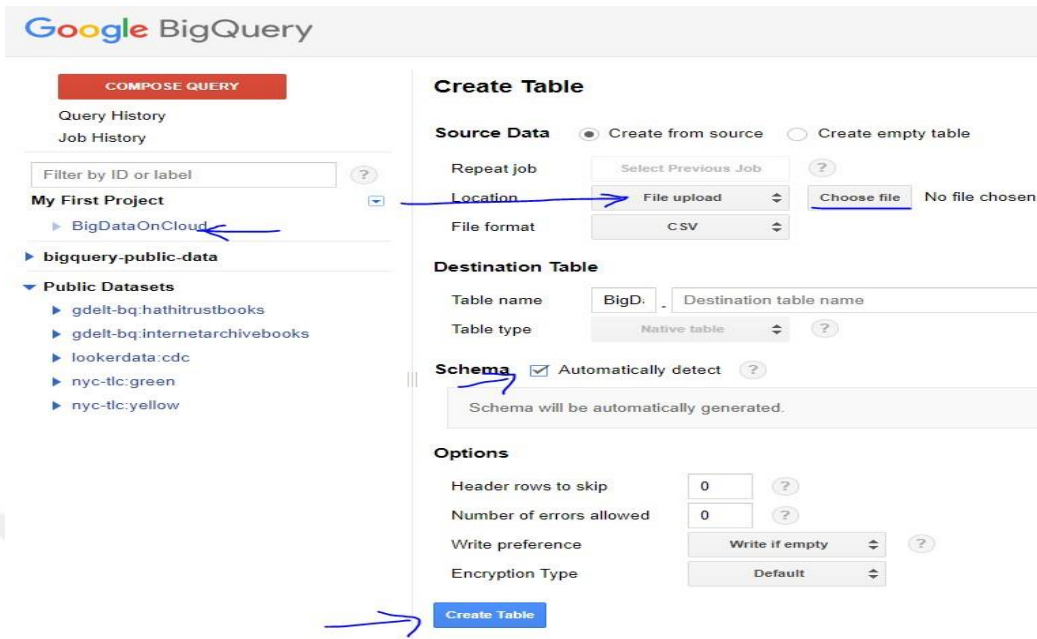 Google BigQuery
COMPOSE QUERY
Query History
Job History
Filter by ID or label ?
My First Project
BigDataOnCloud
bigquery-public-data
Public Datasets
gdelt-bq:hathitrustbooks
gdelt-bq:internetarchivebooks
lookerdata:cdc
nyc-tlc:green
nyc-tlc:yellow
Create Table
Source Data Create from source Create empty table
Repeat job Select Previous Job ?
Location File upload Choose file No file chosen
File format CSV
Destination Table
Table name BigD . Destination table name
Table type Native table ?
Schema Automatically detect ?
Schema will be automatically generated.
Options
Header rows to skip 0 ?
Number of errors allowed 0 ?
Write preference Write if empty ?
Encryption Type Default
Create Table